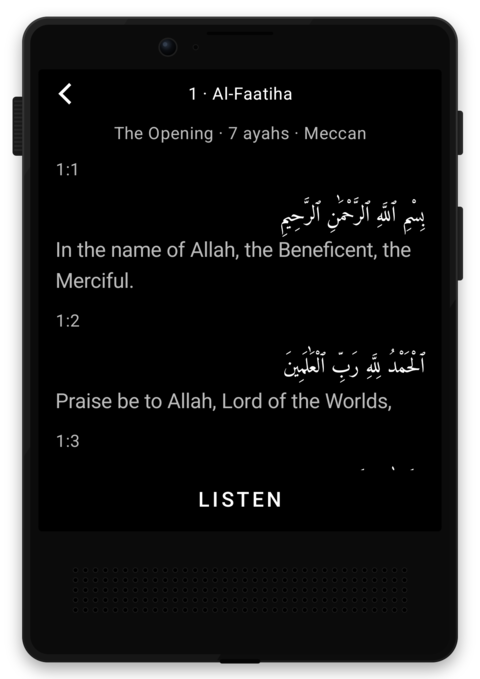 1 · Al-Faatiha
The Opening · 7 ayahs · Meccan
1:1
بِسْمِ ٱللَّهِ ٱلرَّحْمَٰنِ ٱلرَّحِيمِ
In the name of Allah, the Beneficent, the
Merciful.
1:2
ٱلْحَمْدُ لِلَّهِ رَبِّ ٱلْعَٰلَمِينَ
Praise be to Allah, Lord of the Worlds,
1:3
LISTEN